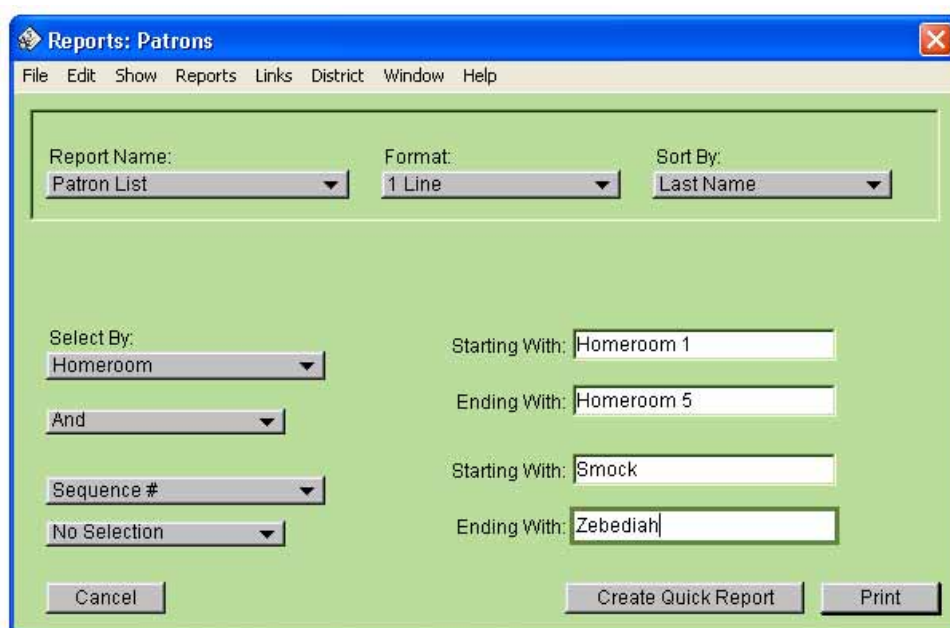 Reports: Patrons
File Edit Show Reports Links District Window Help
Report Name: Format: Sort By:
Patron List 1 Line Last Name
Select By:
Homeroom
Starting With: Homeroom 1
Ending With: Homeroom 5
And
Starting With: Smock
Sequence #
Ending With: Zebediah
No Selection
Cancel Create Quick Report Print